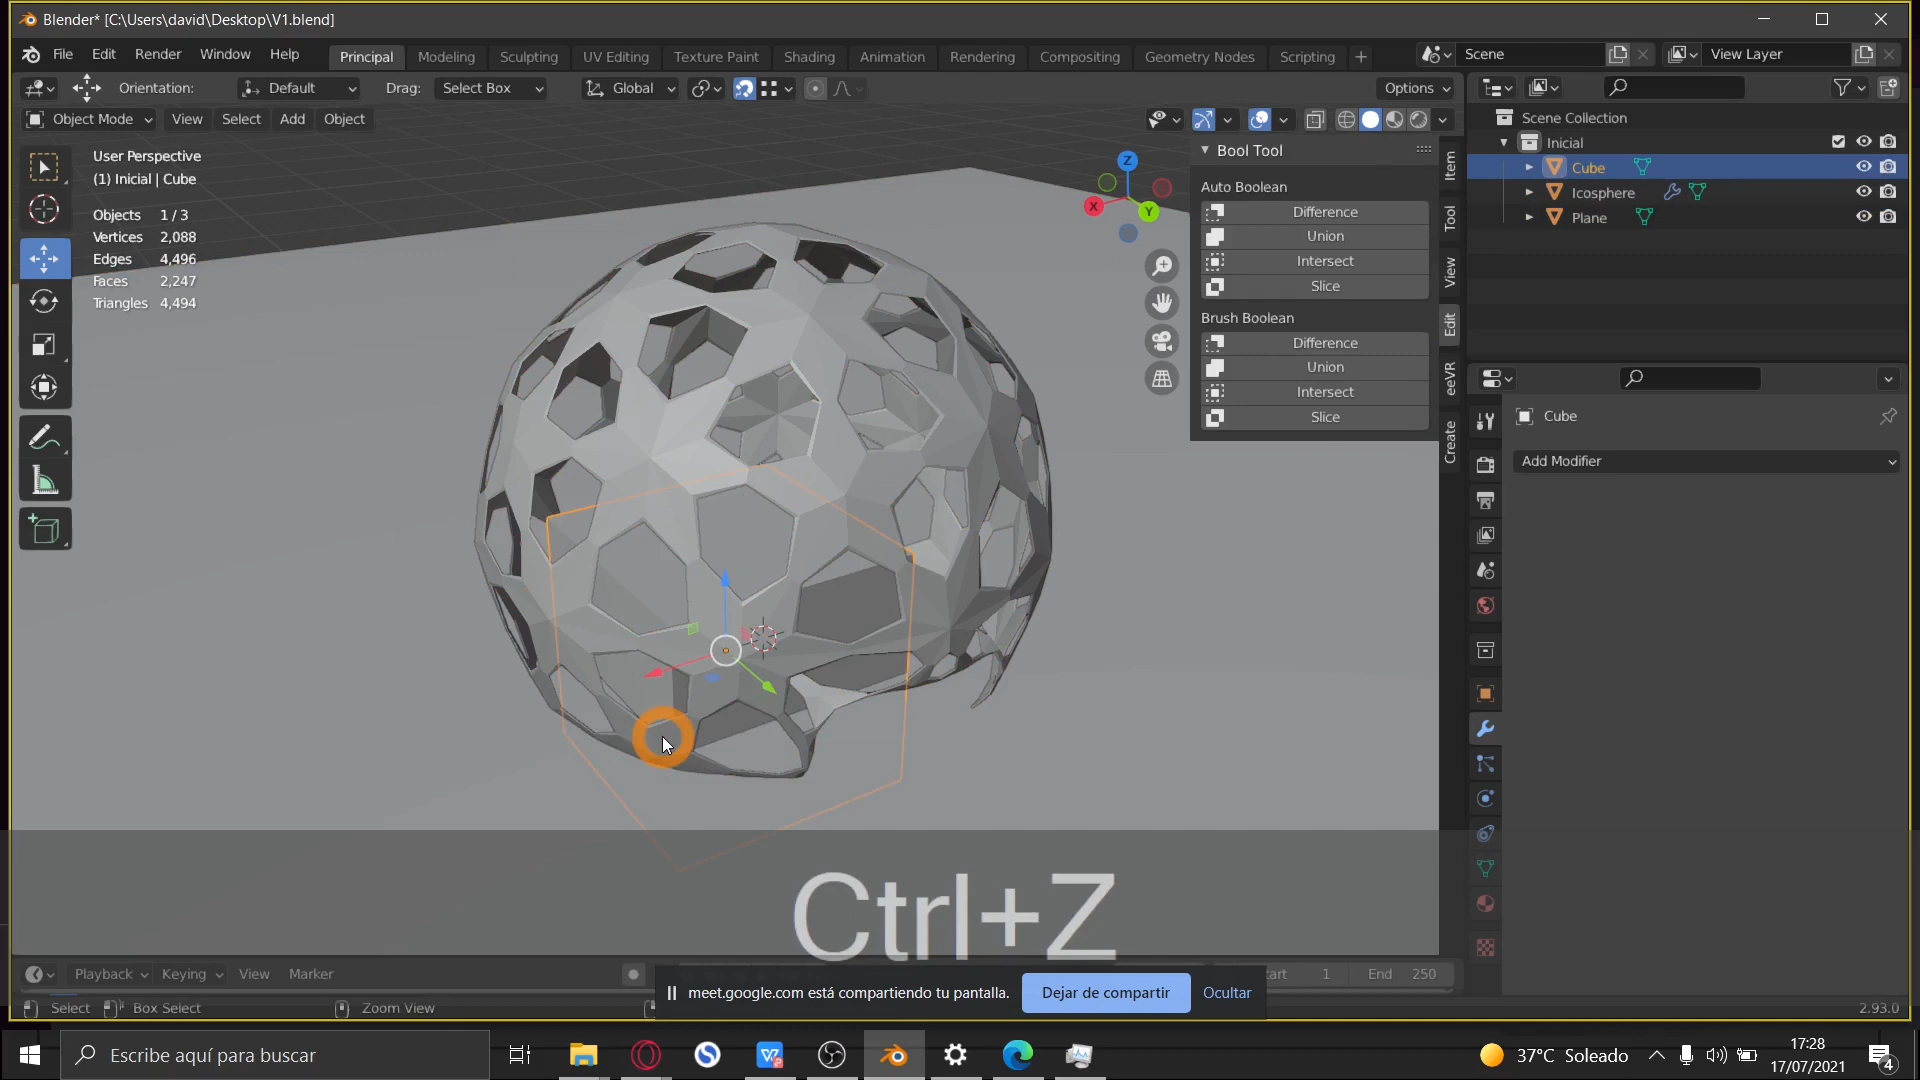 Blender* [C:\Users\david\Desktop\V1.blend]
File Edit Render Window Help Principal Modeling Sculpting UV Editing Texture Paint Shading Animation Rendering Compositing Geometry Nodes Scripting + Scene View Layer
Orientation: Default Drag: Select Box Global Options
Object Mode View Select Add Object
Scene Collection
Inicial
Cube
Icosphere
Plane
User Perspective
(1) Inicial | Cube
Objects 1/3
Vertices 2,088
Edges 4,496
Faces 2,247
Triangles 4,494
Z
X
Y
Bool Tool
Auto Boolean
Difference
Union
Intersect
Slice
Brush Boolean
Difference
Union
Intersect
Slice
Item
Tool
View
Edit
eeVR
Create
Cube
Add Modifier
Ctrl+Z
Playback Keying View Marker
1 End 250
Select Box Select Zoom View
meet.google.com está compartiendo tu pantalla. Dejar de compartir Ocultar
2.93.0
Escribe aquí para buscar
37°C Soleado
17:28
17/07/2021
4